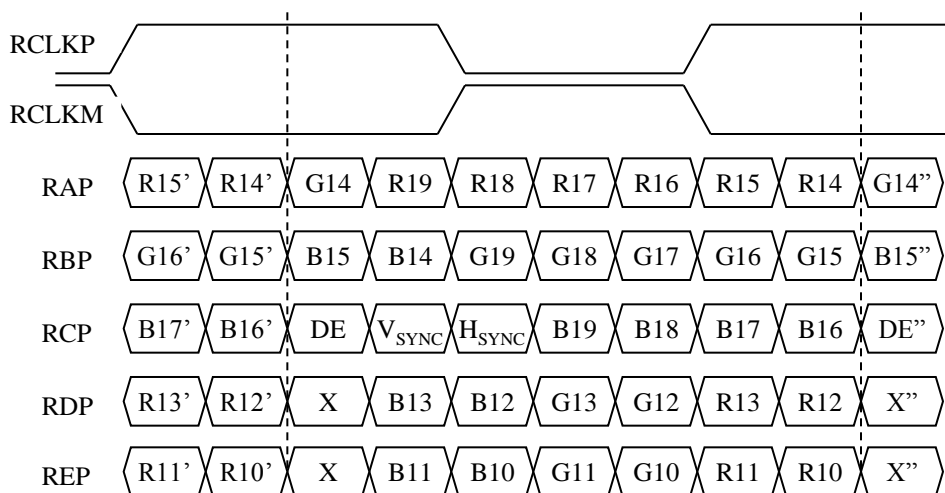 RCLKP
RCLKM
RAP R15’ R14’ G14 R19 R18 R17 R16 R15 R14 G14”
RBP G16’ G15’ B15 B14 G19 G18 G17 G16 G15 B15”
RCP B17’ B16’ DE VSYNC HSYNC B19 B18 B17 B16 DE”
RDP R13’ R12’ X B13 B12 G13 G12 R13 R12 X”
REP R11’ R10’ X B11 B10 G11 G10 R11 R10 X”